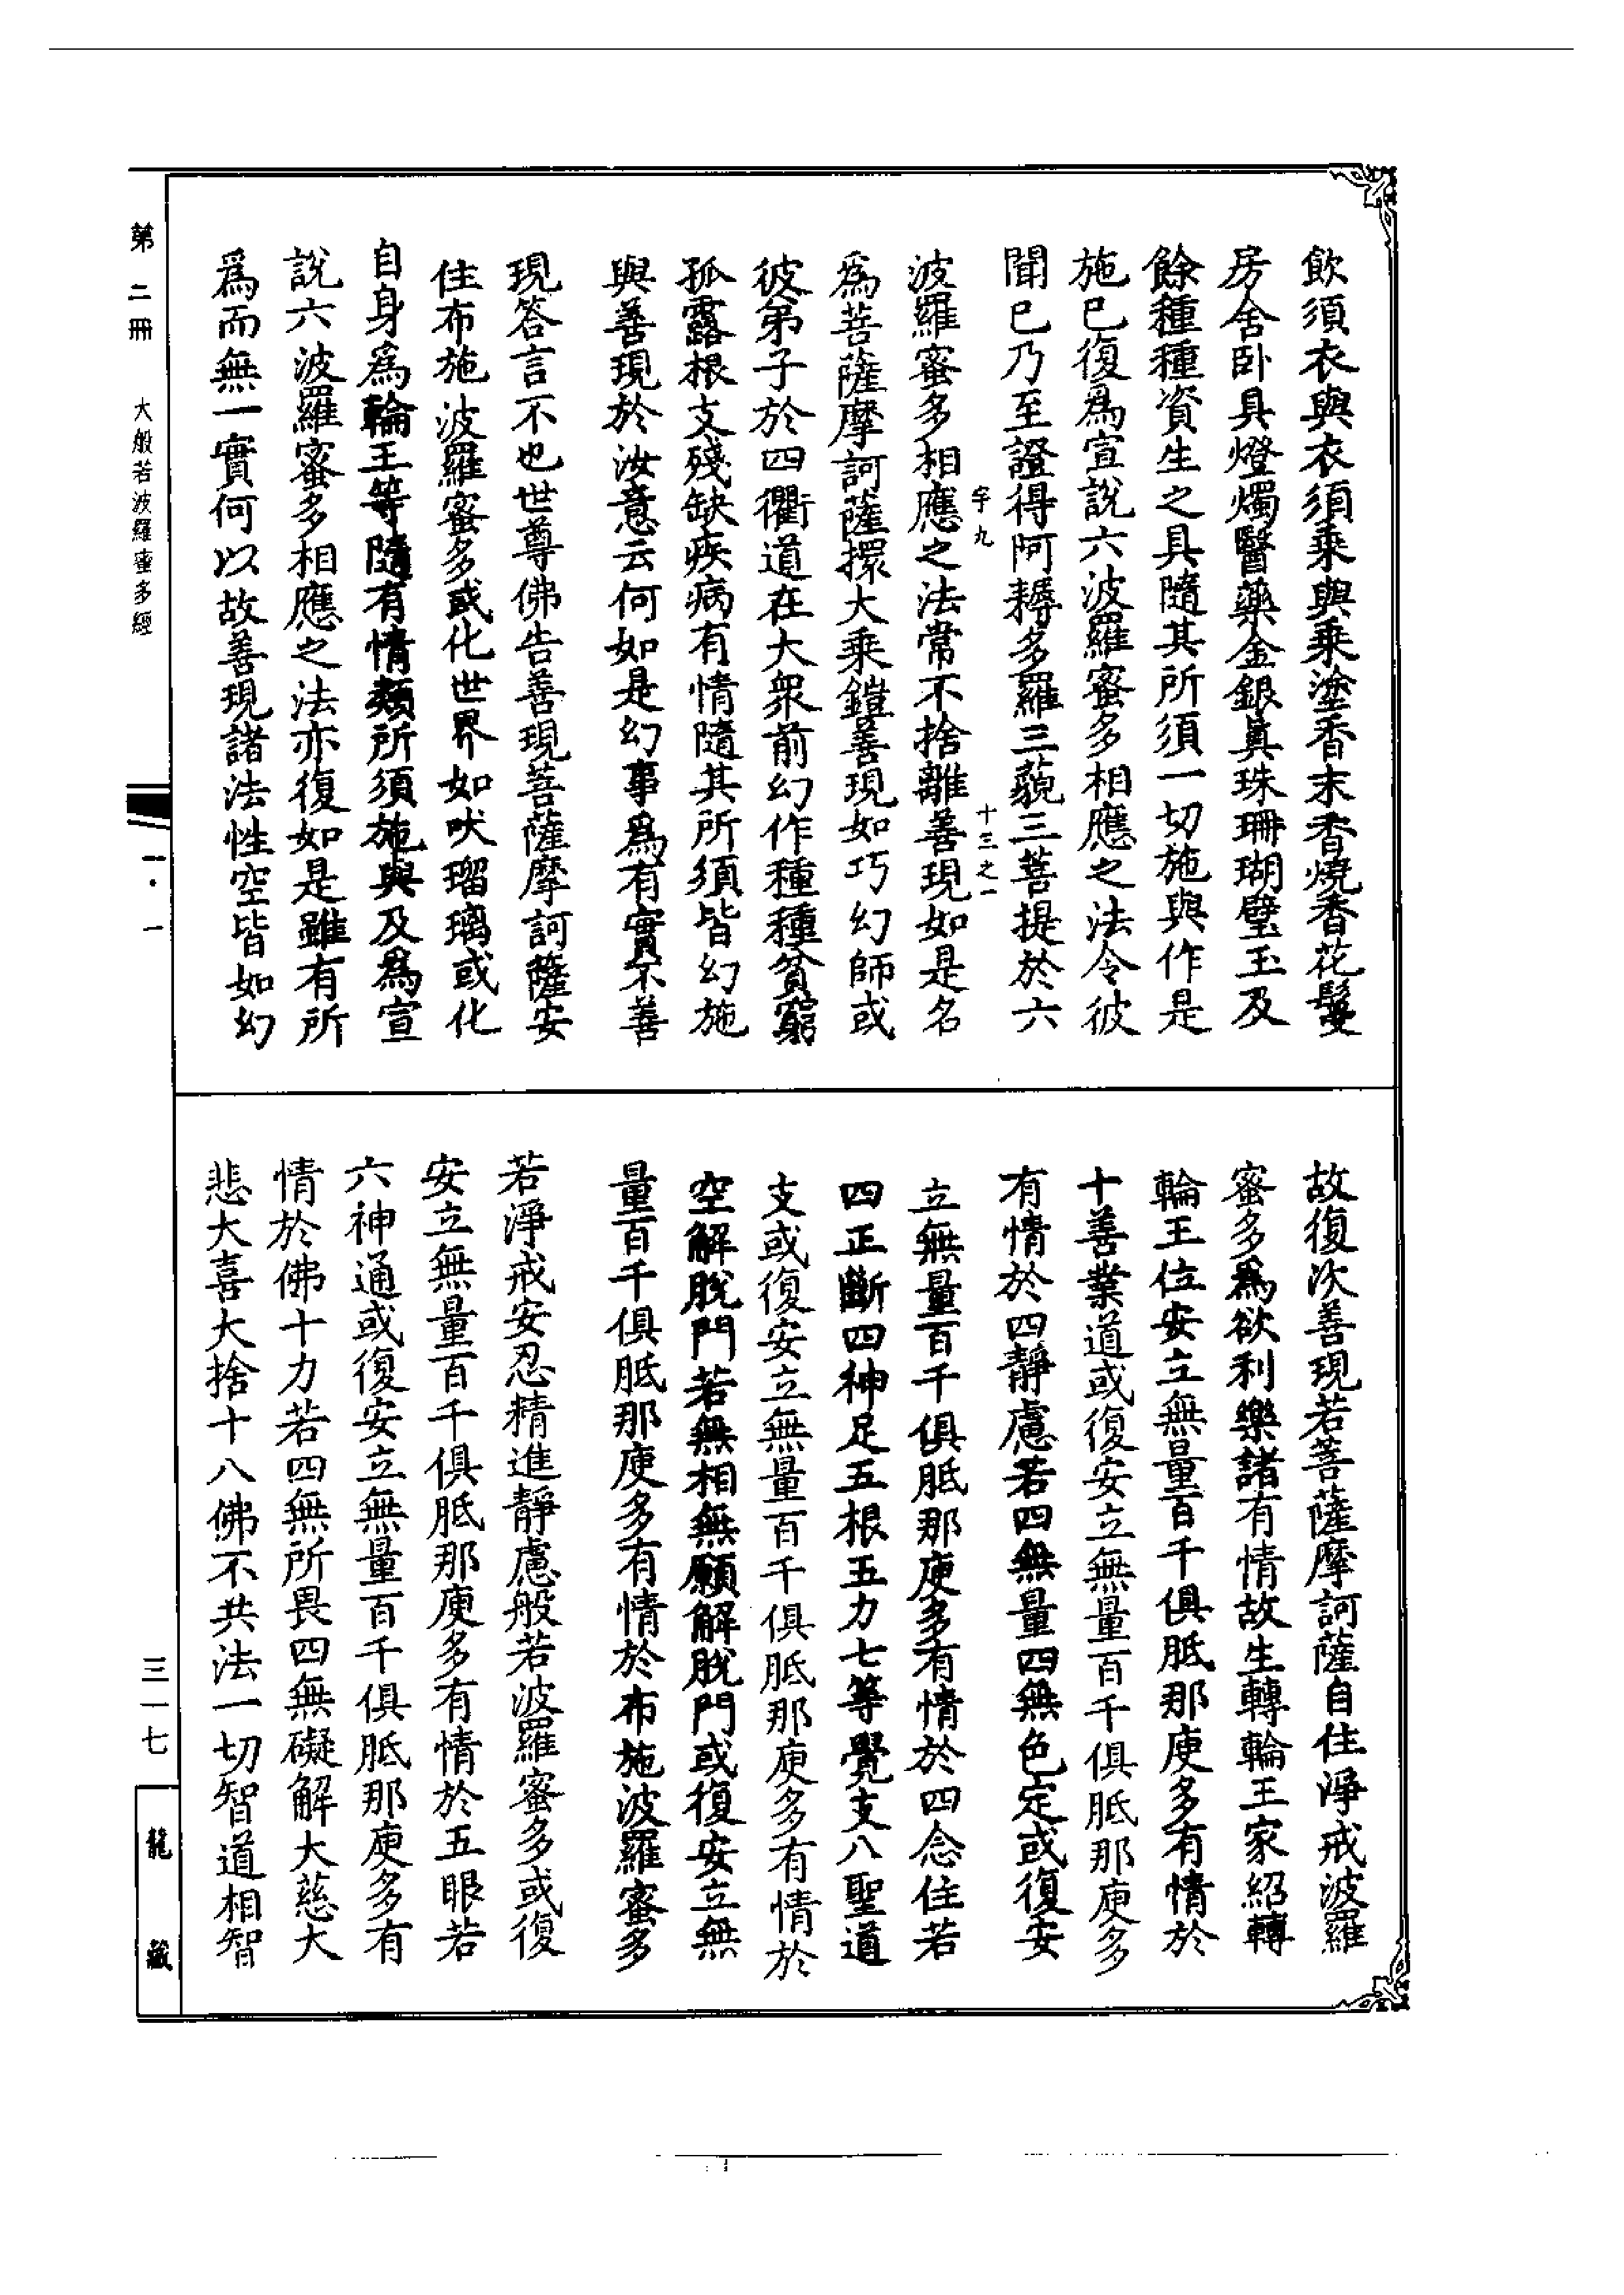 飲須衣與衣須乘與乘塗香末香燒香花鬘
房舍卧具燈燭醫藥金銀真珠珊瑚璧玉及
餘種種資生之具隨其所須一切施與作是
施已復爲宣說六波羅蜜多相應之法令彼
聞已乃至證得阿耨多羅三藐三菩提於六
字九
十三之一
波羅蜜多相應之法常不捨離善現如是名
爲菩薩摩訶薩擐大乘鎧善現如巧幻師或
彼弟子於四衢道在大衆前幻作種種貧窮
孤露根支殘缺疾病有情隨其所須皆幻施
與善現於汝意云何如是幻事爲有實不善
現答言不也世尊佛告善現菩薩摩訶薩安
住布施波羅蜜多或化世界如吠瑠璃或化
自身爲輪王等隨有情類所須施與及爲宣
說六波羅蜜多相應之法亦復如是雖有所
爲而無一實何以故善現諸法性空皆如幻
故復次善現若菩薩摩訶薩自住淨戒波羅
蜜多爲欲利樂諸有情故生轉輪王家紹轉
輪王位安立無量百千俱胝那庾多有情於
十善業道或復安立無量百千俱胝那庾多
有情於四靜慮若四無量四無色定或復安
立無量百千俱胝那庾多有情於四念住若
四正斷四神足五根五力七等覺支八聖道
支或復安立無量百千俱胝那庾多有情於
空解脫門若無相無願解脫門或復安立無
量百千俱胝那庾多有情於布施波羅蜜多
若淨戒安忍精進靜慮般若波羅蜜多或復
安立無量百千俱胝那庾多有情於五眼若
六神通或復安立無量百千俱胝那庾多有
情於佛十力若四無所畏四無礙解大慈大
悲大喜大捨十八佛不共法一切智道相智
第二冊
大般若波羅蜜多經
一·一
三一七
龍藏